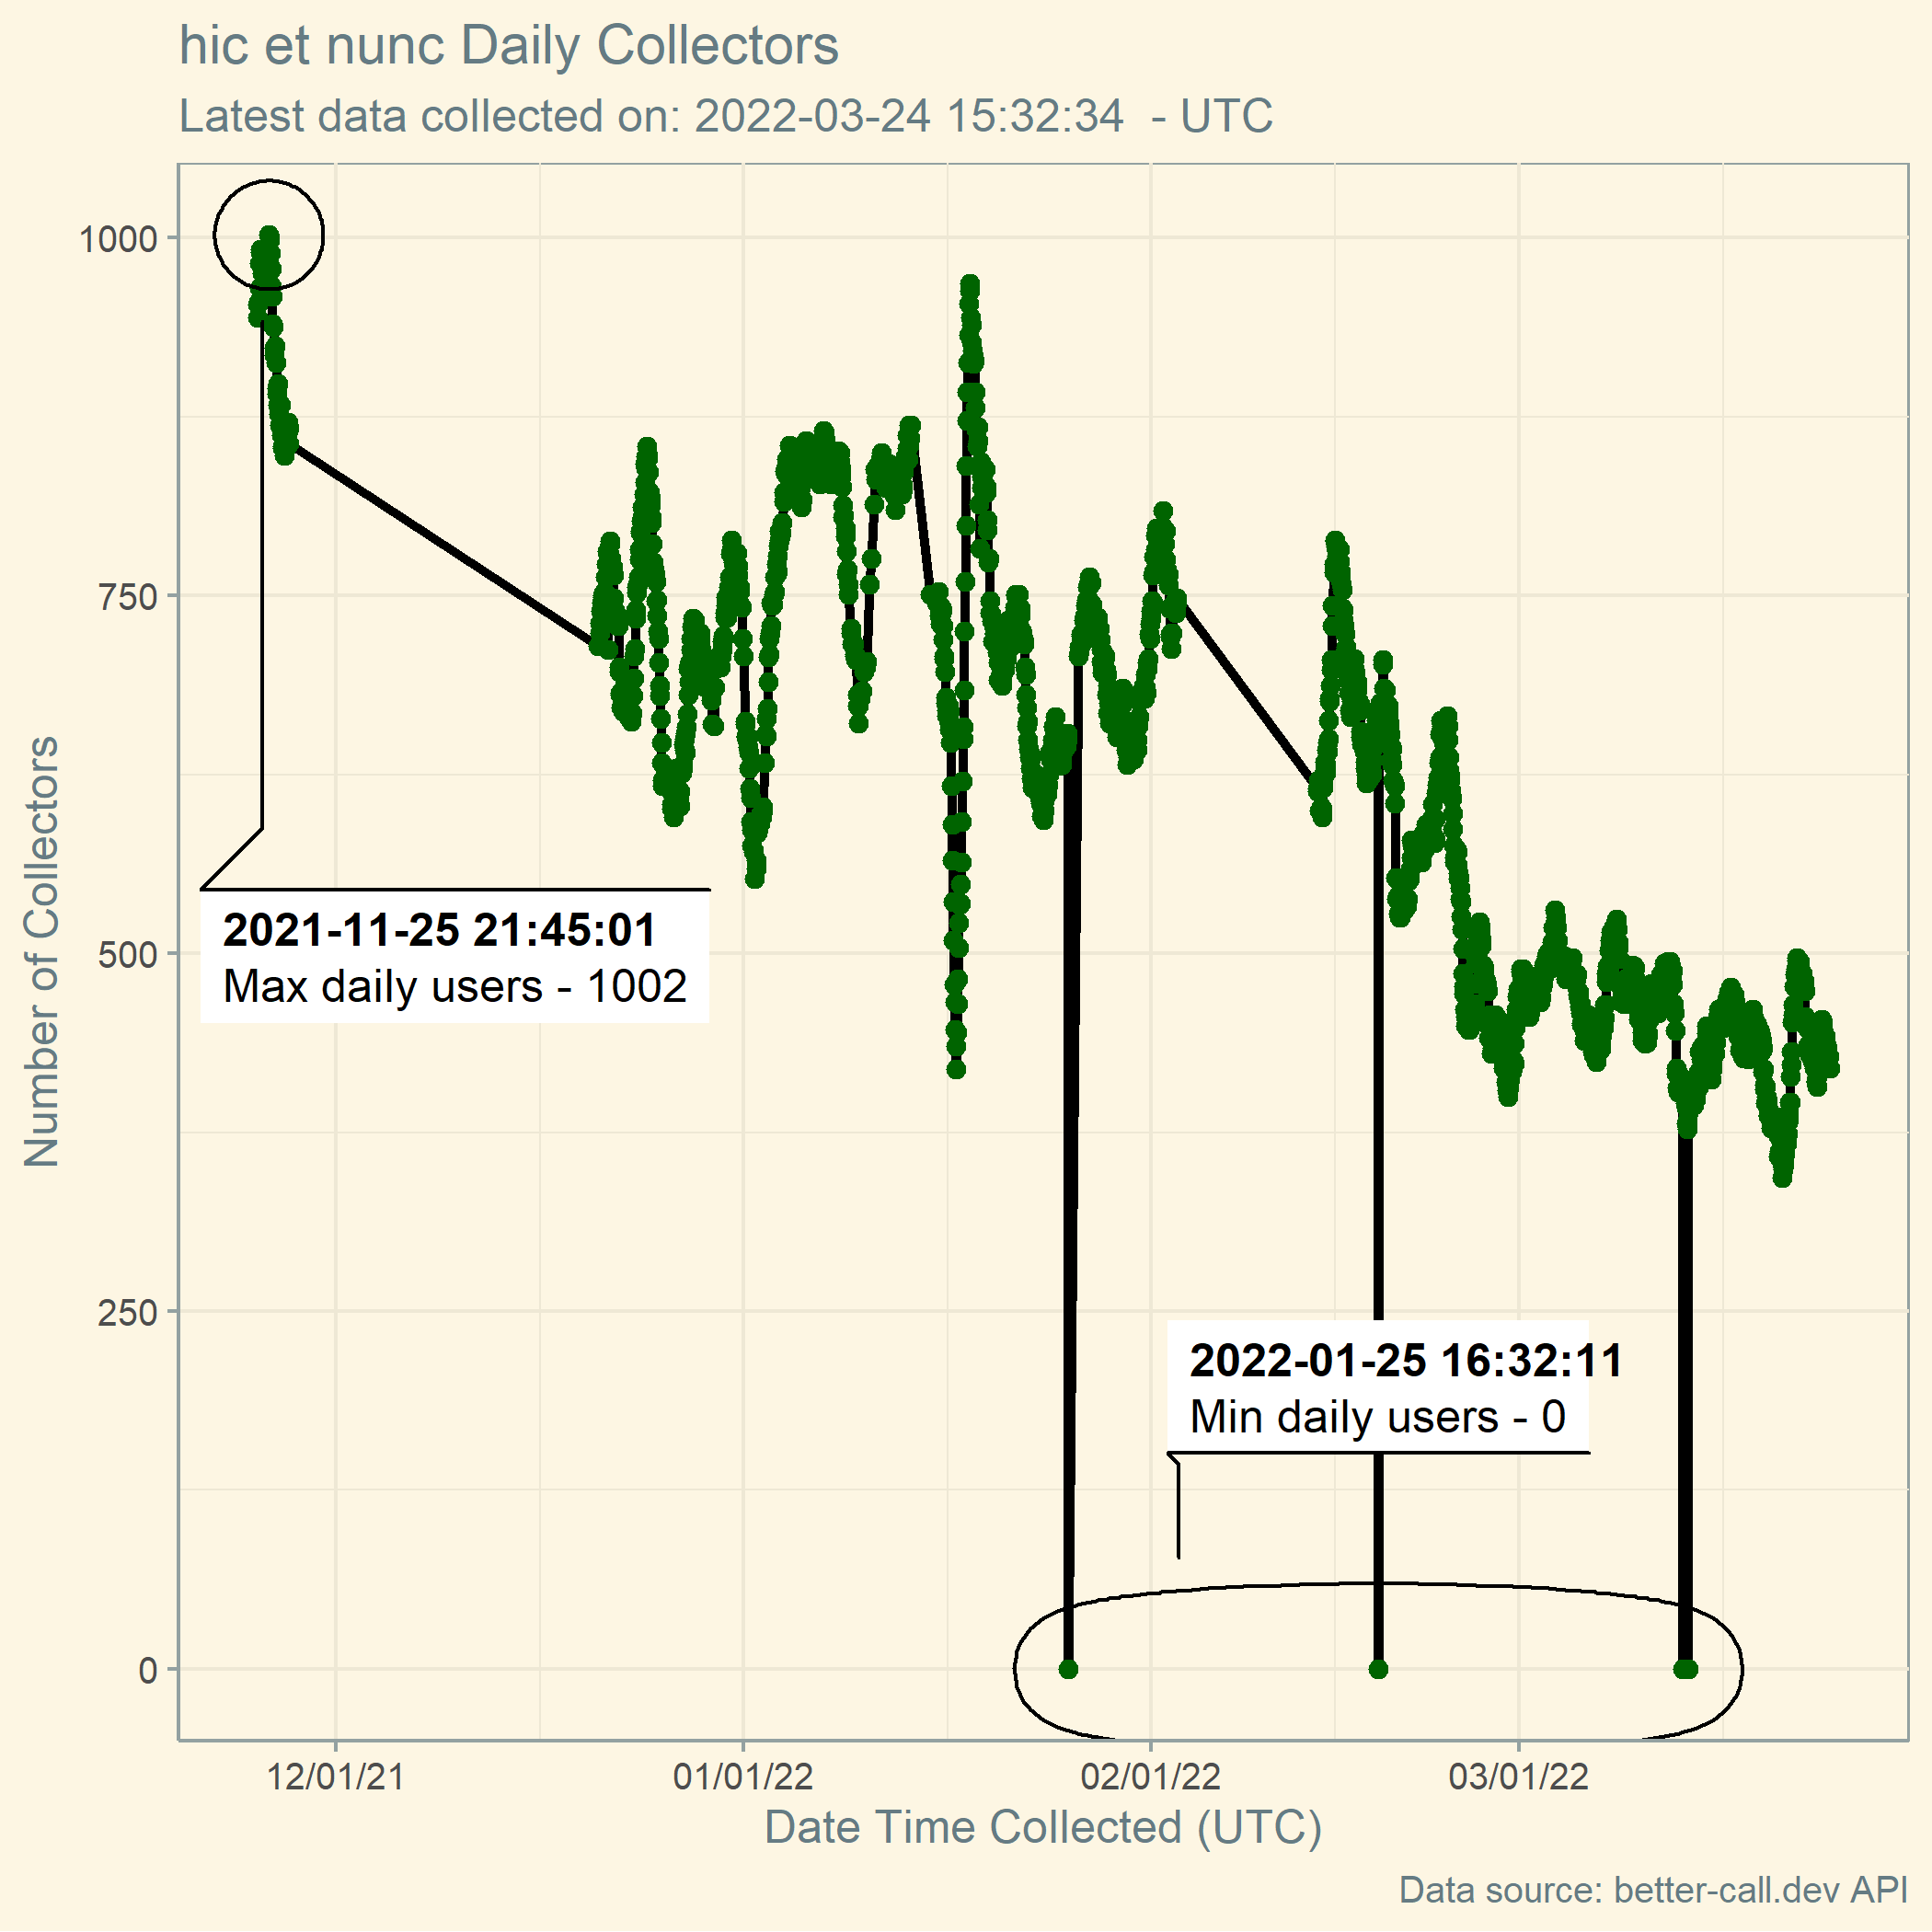 hic et nunc Daily Collectors
Latest data collected on: 2022-03-24 15:32:34  - UTC
Number of Collectors
1000
750
500
250
0
2021-11-25 21:45:01
Max daily users - 1002
2022-01-25 16:32:11
Min daily users - 0
12/01/21
01/01/22
02/01/22
03/01/22
Date Time Collected (UTC)
Data source: better-call.dev API